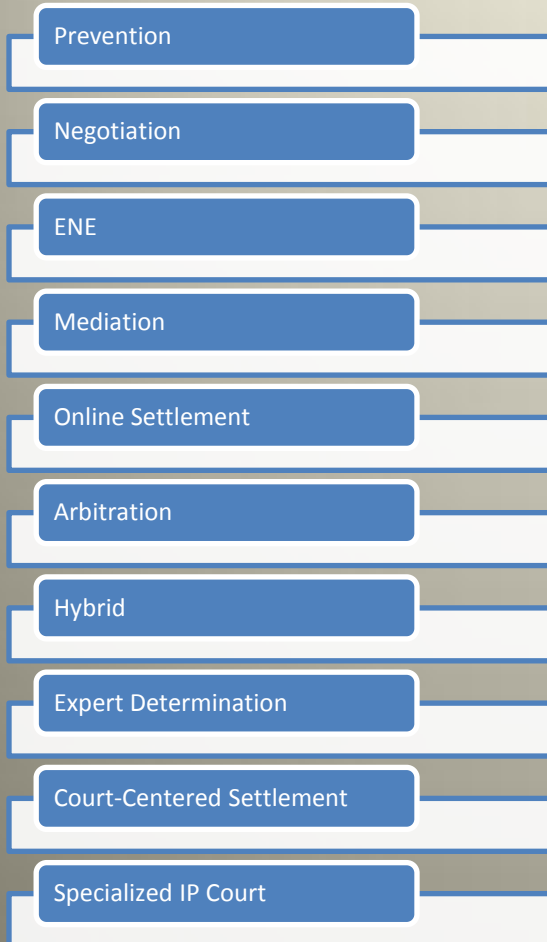 Prevention
Negotiation
ENE
Mediation
Online Settlement
Arbitration
Hybrid
Expert Determination
Court-Centered Settlement
Specialized IP Court